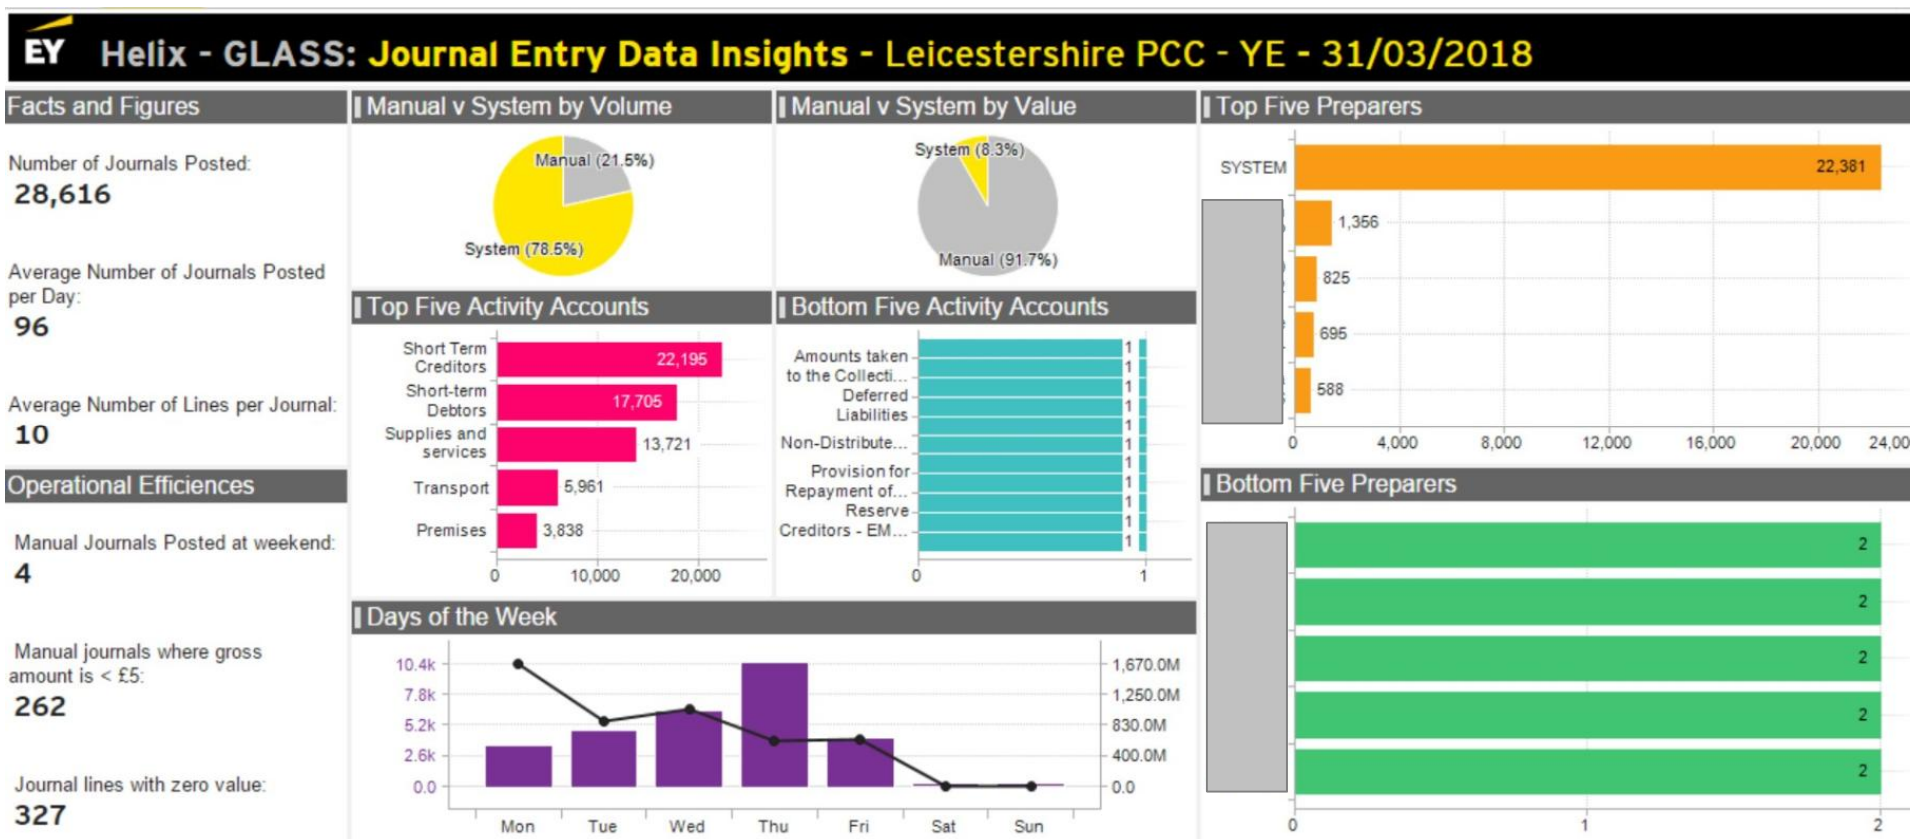 EY Helix - GLASS: Journal Entry Data Insights - Leicestershire PCC - YE - 31/03/2018
Facts and Figures
Number of Journals Posted:
28,616
Average Number of Journals Posted
per Day:
96
Average Number of Lines per Journal:
10
Operational Efficiences
Manual Journals Posted at weekend:
4
Manual journals where gross
amount is < £5:
262
Journal lines with zero value:
327
Manual v System by Volume
Manual (21.5%)
System (78.5%)
Manual v System by Value
System (8.3%)
Manual (91.7%)
Top Five Activity Accounts
Short Term
Creditors
22,195
Short-term
Debtors
17,705
Supplies and
services
13,721
Transport
5,961
Premises
3,838
0 10,000 20,000
Bottom Five Activity Accounts
Amounts taken
to the Collecti...
Deferred
Liabilities
Non-Distribute...
Provision for
Repayment of...
Reserve
Creditors - EM...
1
1
1
1
1
1
1
1
1
1
1
0 1
Days of the Week
10.4k
7.8k
5.2k
2.6k
0.0
1,670.0M
1,250.0M
830.0M
400.0M
0.0
Mon Tue Wed Thu Fri Sat Sun
Top Five Preparers
SYSTEM
22,381
1,356
825
695
588
0 4,000 8,000 12,000 16,000 20,000 24,00
Bottom Five Preparers
2
2
2
2
2
0 1 2